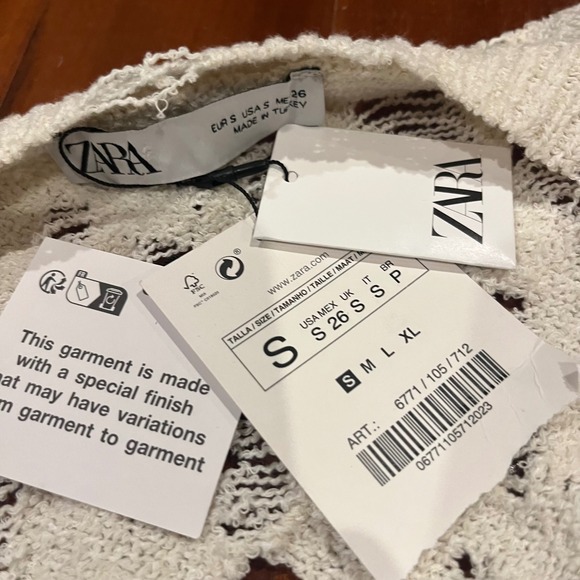 ZARA
EUR S USA S MEX 26
MADE IN TURKEY
ZARA
This garment is made
with a special finish
that may have variations
from garment to garment
FSC
MIX
www.zara.com
TALLA / SIZE / TAMANHO / TAILLE / MAAT /
USA MEX UK IT BR
S S 26 S S P
S M L XL
ART.: 6771 / 105 / 712
06771105712023